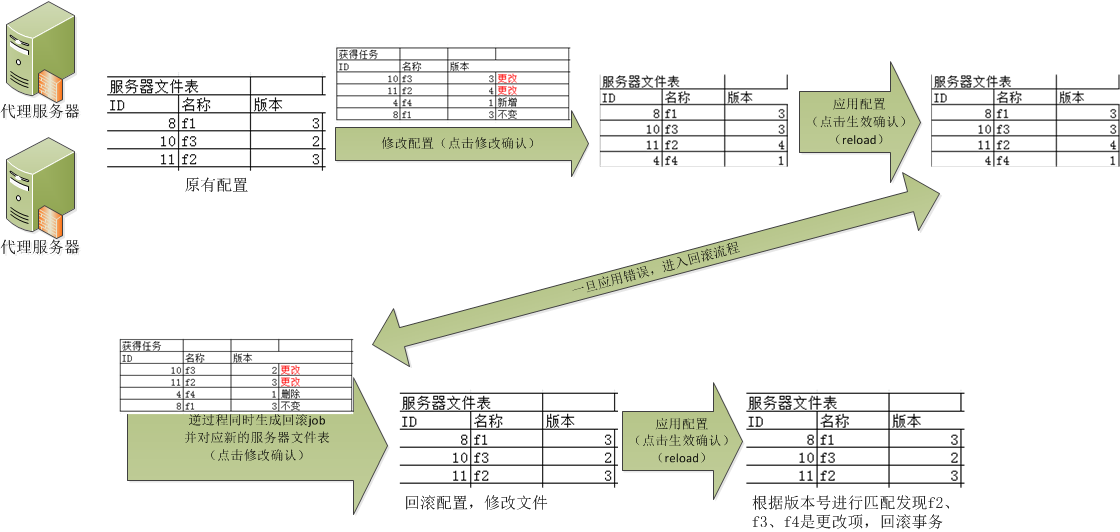 代理服务器
代理服务器
服务器文件表
ID 名称 版本
8 f1 3
10 f3 2
11 f2 3
原有配置
获得任务
ID 名称 版本
10 f3 3 更改
11 f2 4 更改
4 f4 1 新增
8 f1 3 不变
修改配置（点击修改确认）
服务器文件表
ID 名称 版本
8 f1 3
10 f3 3
11 f2 4
4 f4 1
应用配置
（点击生效确认）
（reload）
服务器文件表
ID 名称 版本
8 f1 3
10 f3 3
11 f2 4
4 f4 1
一旦应用错误，进入回滚流程
获得任务
ID 名称 版本
10 f3 2 更改
11 f2 3 更改
4 f4 1 删除
8 f1 3 不变
逆过程同时生成回滚job
并对应新的服务器文件表
（点击修改确认）
服务器文件表
ID 名称 版本
8 f1 3
10 f3 2
11 f2 3
回滚配置，修改文件
应用配置
（点击生效确认）
（reload）
服务器文件表
ID 名称 版本
8 f1 3
10 f3 2
11 f2 3
根据版本号进行匹配发现f2、
f3、f4是更改项，回滚事务